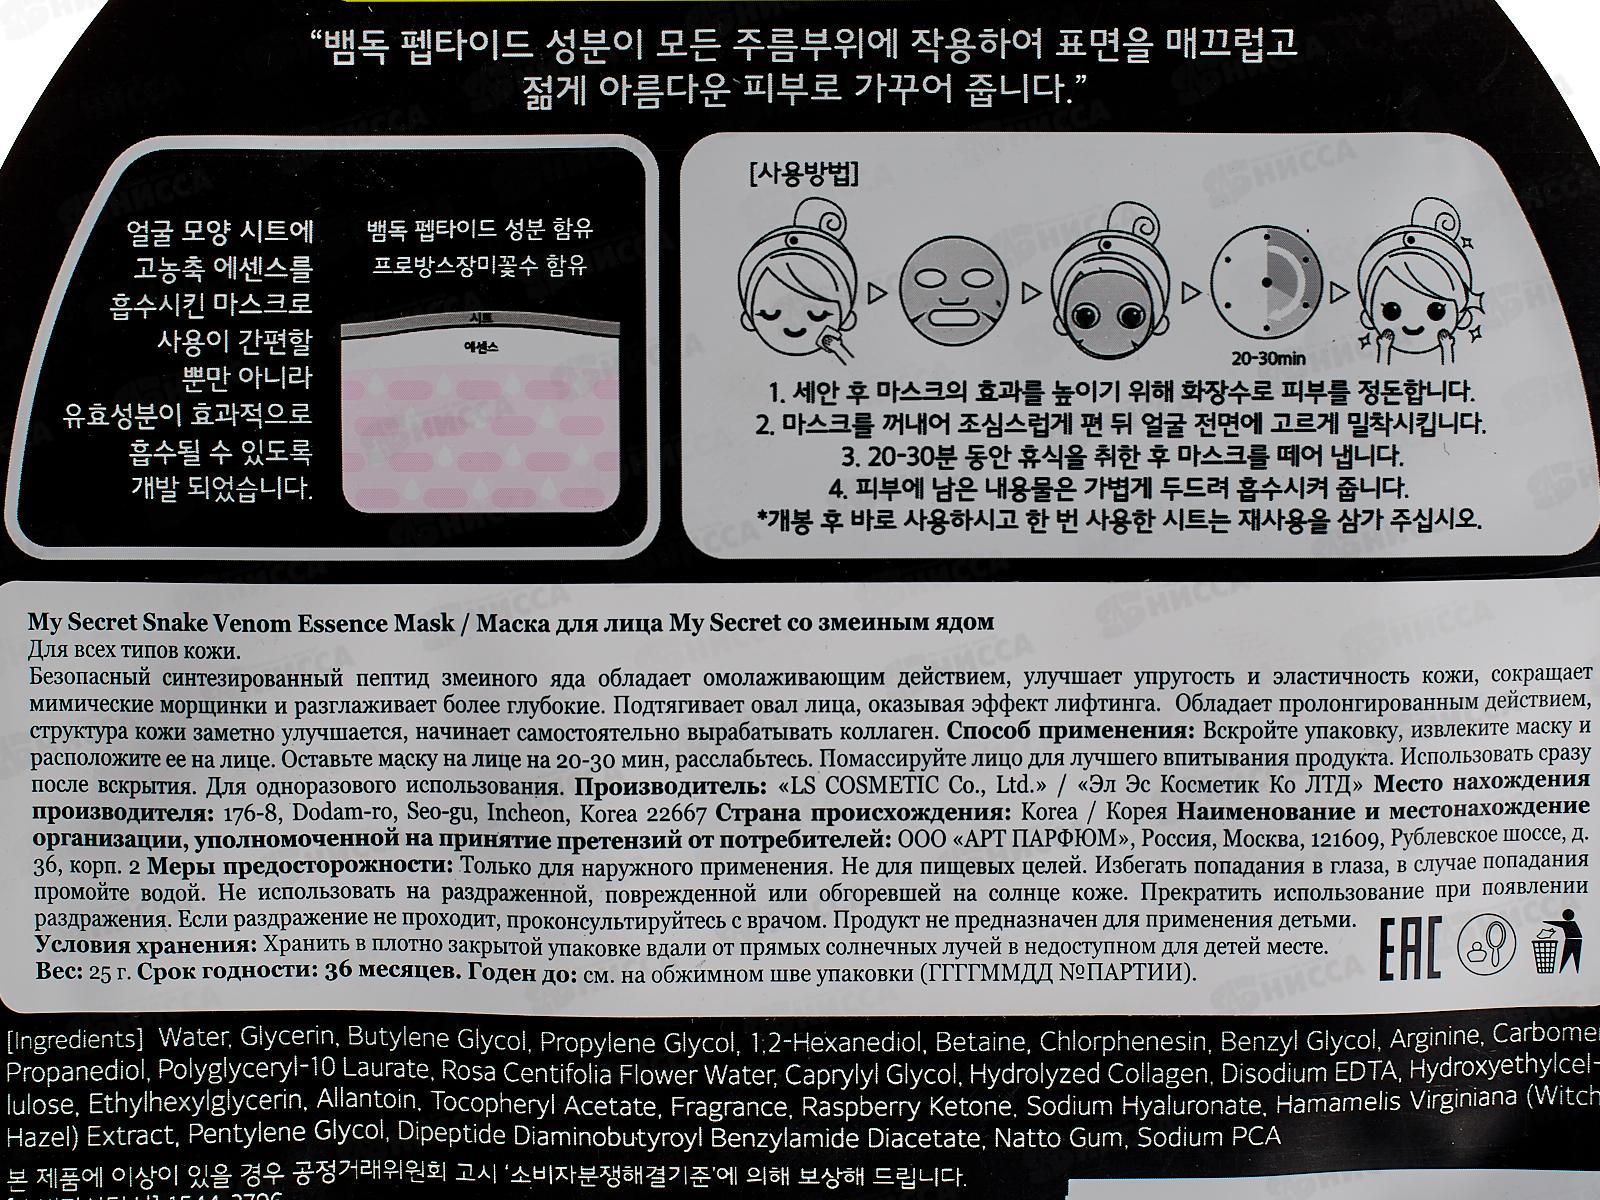 “뱀독 펩타이드 성분이 모든 주름부위에 작용하여 표면을 매끄럽고
젊게 아름다운 피부로 가꾸어 줍니다.”
얼굴 모양 시트에
고농축 에센스를
흡수시킨 마스크로
사용이 간편할
뿐만 아니라
유효성분이 효과적으로
흡수될 수 있도록
개발 되었습니다.
뱀독 펩타이드 성분 함유
프로방스장미꽃수 함유
시트
에센스
[사용방법]
20-30min
1. 세안 후 마스크의 효과를 높이기 위해 화장수로 피부를 정돈합니다.
2. 마스크를 꺼내어 조심스럽게 편 뒤 얼굴 전면에 고르게 밀착시킵니다.
3. 20-30분 동안 휴식을 취한 후 마스크를 떼어 냅니다.
4. 피부에 남은 내용물은 가볍게 두드려 흡수시켜 줍니다.
*개봉 후 바로 사용하시고 한 번 사용한 시트는 재사용을 삼가 주십시오.
My Secret Snake Venom Essence Mask / Маска для лица My Secret со змеиным ядом
Для всех типов кожи.
Безопасный синтезированный пептид змеиного яда обладает омолаживающим действием, улучшает упругость и эластичность кожи, сокращает
мимические морщинки и разглаживает более глубокие. Подтягивает овал лица, оказывая эффект лифтинга. Обладает пролонгированным действием,
структура кожи заметно улучшается, начинает самостоятельно вырабатывать коллаген. Способ применения: Вскройте упаковку, извлеките маску и
расположите ее на лице. Оставьте маску на лице на 20-30 мин, расслабьтесь. Помассируйте лицо для лучшего впитывания продукта. Использовать сразу
после вскрытия. Для одноразового использования. Производитель: «LS COSMETIC Co., Ltd.» / «Эл Эс Косметик Ко ЛТД» Место нахождения
производителя: 176-8, Dodam-ro, Seo-gu, Incheon, Korea 22667 Страна происхождения: Korea / Корея Наименование и местонахождение
организации, уполномоченной на принятие претензий от потребителей: ООО «АРТ ПАРФЮМ», Россия, Москва, 121609, Рублевское шоссе, д.
36, корп. 2 Меры предосторожности: Только для наружного применения. Не для пищевых целей. Избегать попадания в глаза, в случае попадания
промойте водой. Не использовать на раздраженной, поврежденной или обгоревшей на солнце коже. Прекратить использование при появлении
раздражения. Если раздражение не проходит, проконсультируйтесь с врачом. Продукт не предназначен для применения детьми.
Условия хранения: Хранить в плотно закрытой упаковке вдали от прямых солнечных лучей в недоступном для детей месте.
Вес: 25 г. Срок годности: 36 месяцев. Годен до: см. на обжимном шве упаковки (ГГГГММДД №ПАРТИИ).
EAC
[Ingredients] Water, Glycerin, Butylene Glycol, Propylene Glycol, 1,2-Hexanediol, Betaine, Chlorphenesin, Benzyl Glycol, Arginine, Carbomer
Propanediol, Polyglyceryl-10 Laurate, Rosa Centifolia Flower Water, Caprylyl Glycol, Hydrolyzed Collagen, Disodium EDTA, Hydroxyethylcel-
lulose, Ethylhexylglycerin, Allantoin, Tocopheryl Acetate, Fragrance, Raspberry Ketone, Sodium Hyaluronate, Hamamelis Virginiana (Witch
Hazel) Extract, Pentylene Glycol, Dipeptide Diaminobutyroyl Benzylamide Diacetate, Natto Gum, Sodium PCA
본 제품에 이상이 있을 경우 공정거래위원회 고시 '소비자분쟁해결기준'에 의해 보상해 드립니다.